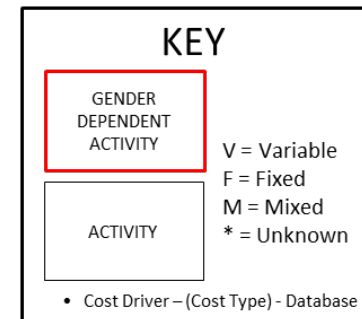 KEY
GENDER
DEPENDENT
ACTIVITY
V = Variable
F = Fixed
M = Mixed
* = Unknown
ACTIVITY
• Cost Driver – (Cost Type) - Database